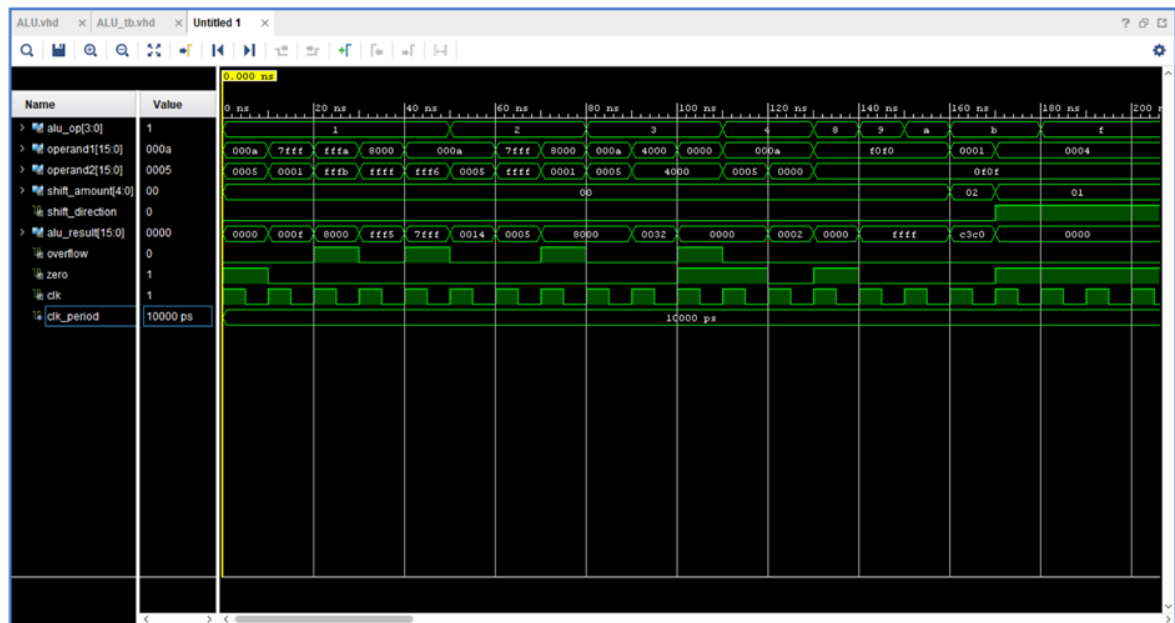 ALU.vhd × ALU_tb.vhd × Untitled 1 ×
0.000 ns
Name Value
0 ns 20 ns 40 ns 60 ns 80 ns 100 ns 120 ns 140 ns 160 ns 180 ns 200 n
alu_op[3:0] 1 1 2 3 4 8 9 a b f
operand1[15:0] 000a 000a 7fff fffa 8000 000a 7fff 8000 000a 4000 0000 000a f0f0 0001 0004
operand2[15:0] 0005 0005 0001 fffb ffff fff6 0005 ffff 0001 0005 4000 0005 0000 0f0f
shift_amount[4:0] 00 00 02 01
shift_direction 0
alu_result[15:0] 0000 0000 000f 8000 fff5 7fff 0014 0005 8000 0032 0000 0002 0000 ffff c3c0 0000
overflow 0
zero 1
clk 1
clk_period 10000 ps 10000 ps